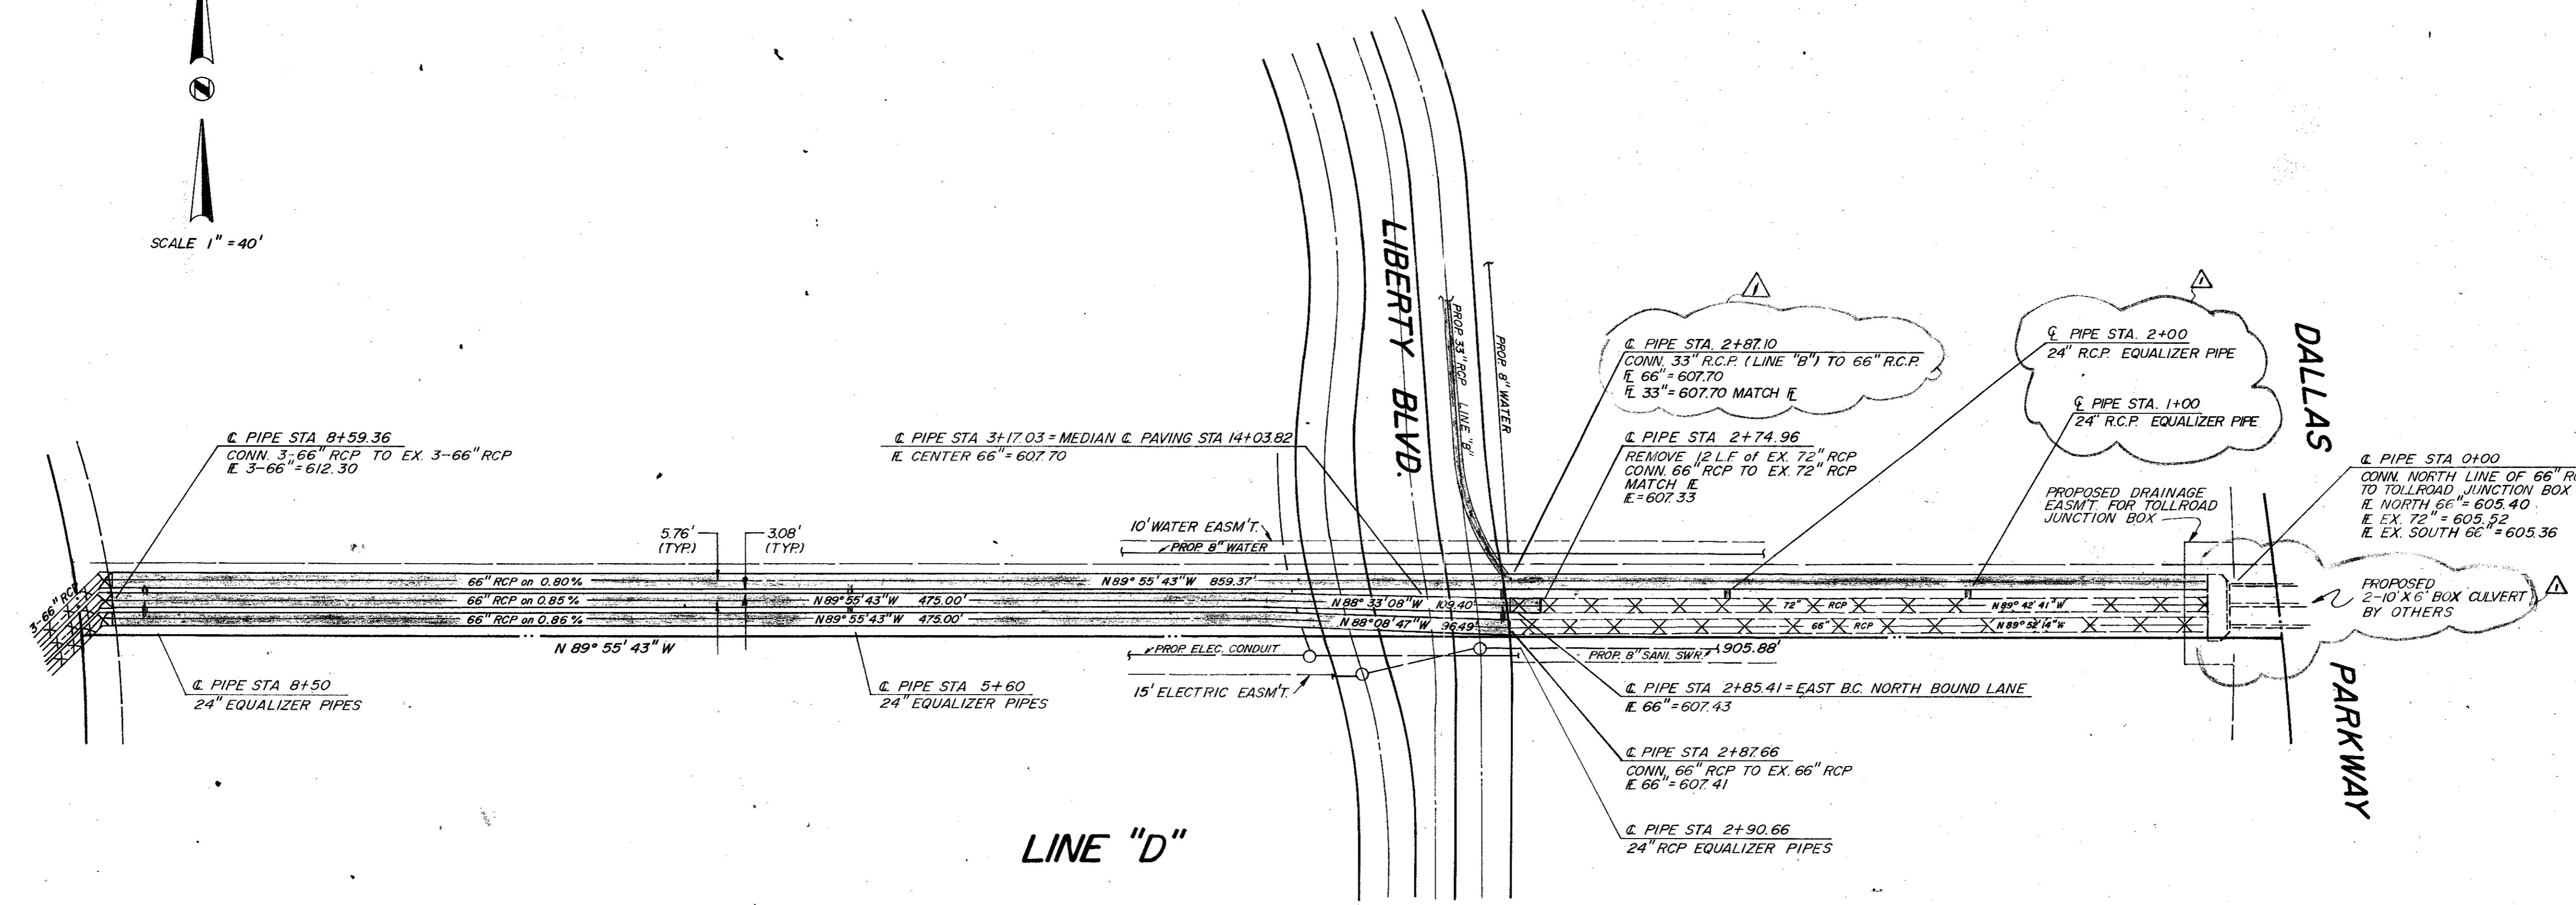 SCALE 1" = 40'
LIBERTY BLVD.
PROP. 33" RCP LINE "B"
PROP. 8" WATER
DALLAS
PARKWAY
℄ PIPE STA. 2+87.10
CONN. 33" R.C.P. (LINE "B") TO 66" R.C.P.
FL 66" = 607.70
FL 33" = 607.70 MATCH FL
1
℄ PIPE STA. 2+00
24" R.C.P. EQUALIZER PIPE
℄ PIPE STA. 1+00
24" R.C.P. EQUALIZER PIPE
1
℄ PIPE STA 8+59.36
CONN. 3-66" RCP TO EX. 3-66" RCP
FL 3-66" = 612.30
℄ PIPE STA 3+17.03 = MEDIAN ℄ PAVING STA 14+03.82
FL CENTER 66" = 607.70
℄ PIPE STA 2+74.96
REMOVE 12 L.F. of EX. 72" RCP
CONN. 66" RCP TO EX. 72" RCP
MATCH FL
FL = 607.33
℄ PIPE STA 0+00
CONN. NORTH LINE OF 66"
TO TOLLROAD JUNCTION BOX
FL NORTH 66" = 605.40
FL EX. 72" = 605.52
FL EX. SOUTH 66" = 605.36
PROPOSED DRAINAGE
EASM'T. FOR TOLLROAD
JUNCTION BOX
5.76'
(TYP.)
3.08'
(TYP.)
10' WATER EASM'T.
PROP. 8" WATER
3-66" RCP
66" RCP on 0.80%
N 89° 55' 43" W 859.37'
66" RCP on 0.85%
N 89° 55' 43" W 475.00'
N 88° 33' 08" W 109.40'
72" RCP
N 89° 42' 41" W
66" RCP on 0.86%
N 89° 55' 43" W 475.00'
N 88° 08' 47" W 96.49'
66" RCP
N 89° 52' 14" W
PROPOSED
2-10' X 6' BOX CULVERT
BY OTHERS
1
N 89° 55' 43" W
905.88'
PROP. ELEC. CONDUIT
PROP. 8" SANI. SWR.
15' ELECTRIC EASM'T.
℄ PIPE STA 8+50
24" EQUALIZER PIPES
℄ PIPE STA 5+60
24" EQUALIZER PIPES
℄ PIPE STA 2+85.41 = EAST B.C. NORTH BOUND LANE
FL 66" = 607.43
℄ PIPE STA 2+87.66
CONN. 66" RCP TO EX. 66" RCP
FL 66" = 607.41
℄ PIPE STA 2+90.66
24" RCP EQUALIZER PIPES
LINE "D"